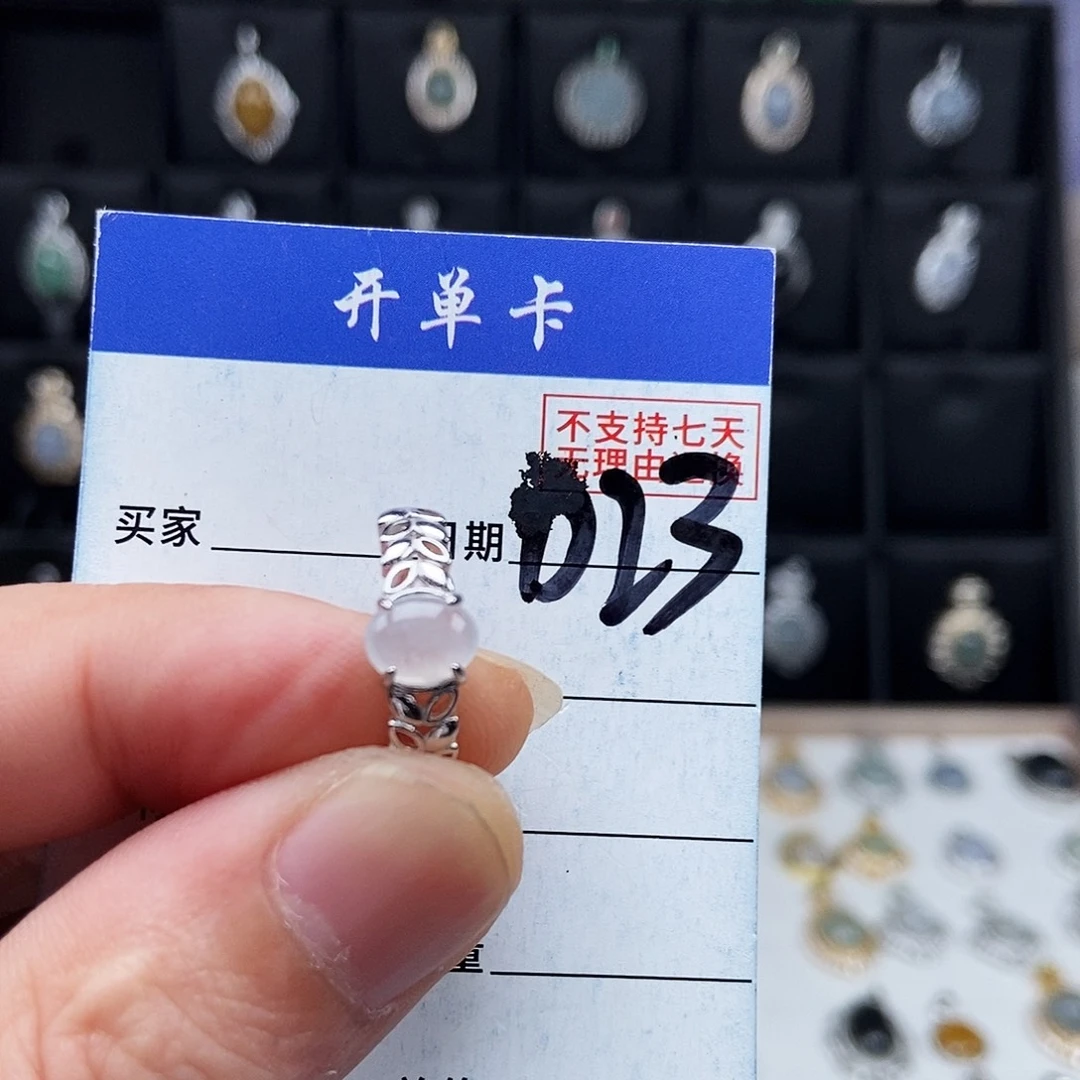 开单卡
不支持七天
无理由退换
买家 日期 D23
重